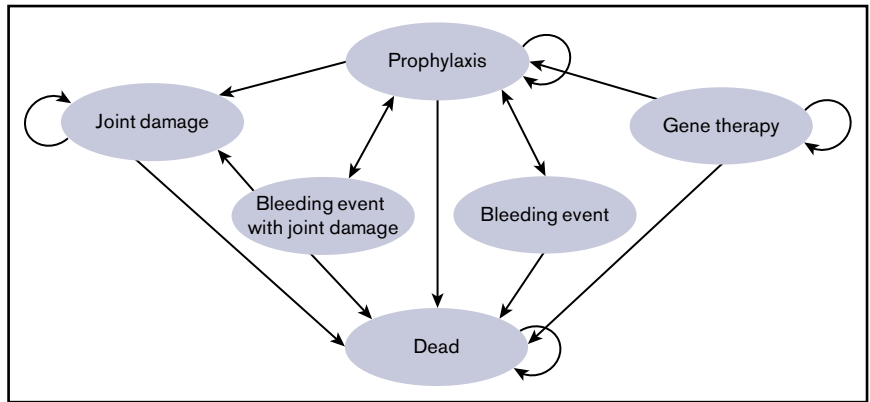 Prophylaxis
Joint damage
Gene therapy
Bleeding event
with joint damage
Bleeding event
Dead